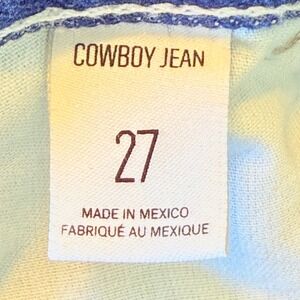 COWBOY JEAN
27
MADE IN MEXICO
FABRIQUÉ AU MEXIQUE